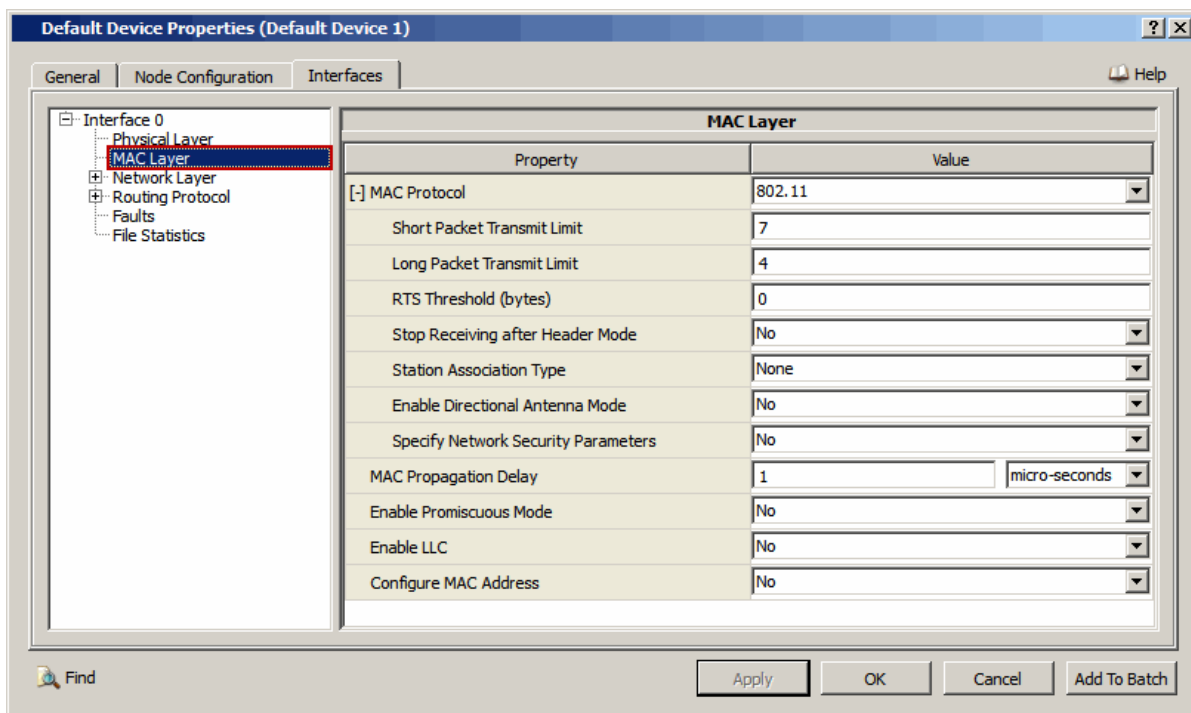 Default Device Properties (Default Device 1)
General
Node Configuration
Interfaces
Help
Interface 0
Physical Layer
MAC Layer
Network Layer
Routing Protocol
Faults
File Statistics
MAC Layer
Property Value
[-] MAC Protocol 802.11
Short Packet Transmit Limit 7
Long Packet Transmit Limit 4
RTS Threshold (bytes) 0
Stop Receiving after Header Mode No
Station Association Type None
Enable Directional Antenna Mode No
Specify Network Security Parameters No
MAC Propagation Delay 1 micro-seconds
Enable Promiscuous Mode No
Enable LLC No
Configure MAC Address No
Find
Apply
OK
Cancel
Add To Batch